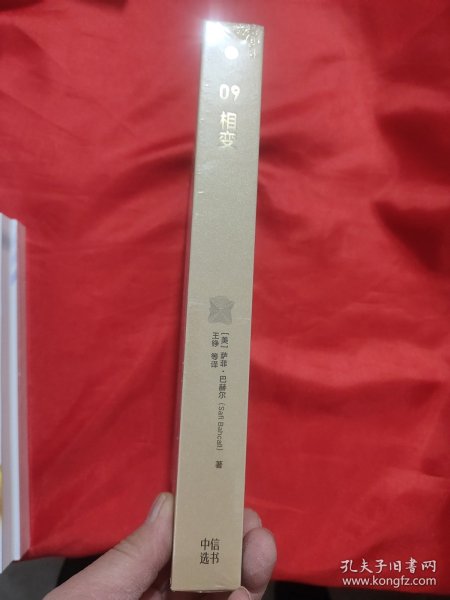 09
相变
[美]萨菲·巴赫尔(Safi Bahcall) 著
王铮 等译
中信
选书
孔夫子旧书网
www.kongfz.com